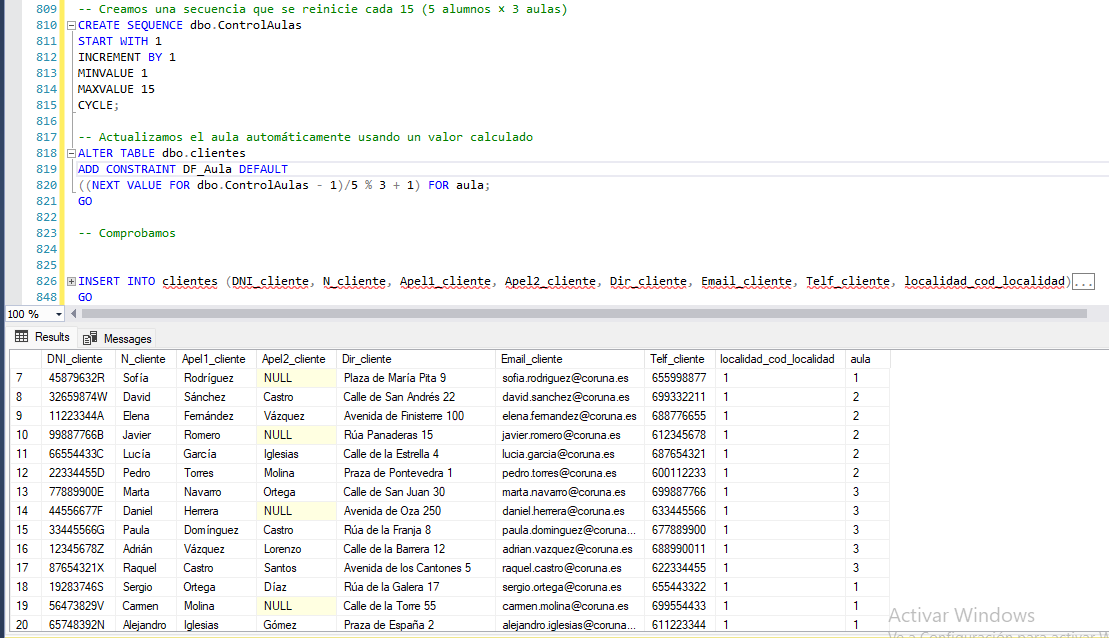 809 -- Creamos una secuencia que se reinicie cada 15 (5 alumnos × 3 aulas)
810 CREATE SEQUENCE dbo.ControlAulas
811 START WITH 1
812 INCREMENT BY 1
813 MINVALUE 1
814 MAXVALUE 15
815 CYCLE;
816
817 -- Actualizamos el aula automáticamente usando un valor calculado
818 ALTER TABLE dbo.clientes
819 ADD CONSTRAINT DF_Aula DEFAULT
820 ((NEXT VALUE FOR dbo.ControlAulas - 1)/5 % 3 + 1) FOR aula;
821 GO
822
823 -- Comprobamos
824
825
826 INSERT INTO clientes (DNI_cliente, N_cliente, Apel1_cliente, Apel2_cliente, Dir_cliente, Email_cliente, Telf_cliente, localidad_cod_localidad)...
848 GO
100 %
Results Messages
DNI_cliente N_cliente Apel1_cliente Apel2_cliente Dir_cliente Email_cliente Telf_cliente localidad_cod_localidad aula
7 45879632R Sofía Rodríguez NULL Plaza de María Pita 9 sofia.rodriguez@coruna.es 655998877 1 1
8 32659874W David Sánchez Castro Calle de San Andrés 22 david.sanchez@coruna.es 699332211 1 2
9 11223344A Elena Fernández Vázquez Avenida de Finisterre 100 elena.fernandez@coruna.es 688776655 1 2
10 99887766B Javier Romero NULL Rúa Panaderas 15 javier.romero@coruna.es 612345678 1 2
11 66554433C Lucía García Iglesias Calle de la Estrella 4 lucia.garcia@coruna.es 687654321 1 2
12 22334455D Pedro Torres Molina Praza de Pontevedra 1 pedro.torres@coruna.es 600112233 1 2
13 77889900E Marta Navarro Ortega Calle de San Juan 30 marta.navarro@coruna.es 699887766 1 3
14 44556677F Daniel Herrera NULL Avenida de Oza 250 daniel.herrera@coruna.es 633445566 1 3
15 33445566G Paula Domínguez Castro Rúa de la Franja 8 paula.dominguez@coruna... 677889900 1 3
16 12345678Z Adrián Vázquez Lorenzo Calle de la Barrera 12 adrian.vazquez@coruna.es 688990011 1 3
17 87654321X Raquel Castro Santos Avenida de los Cantones 5 raquel.castro@coruna.es 622334455 1 3
18 19283746S Sergio Ortega Díaz Rúa de la Galera 17 sergio.ortega@coruna.es 655443322 1 1
19 56473829V Carmen Molina NULL Calle de la Torre 55 carmen.molina@coruna.es 699554433 1 1
20 65748392N Alejandro Iglesias Gómez Praza de España 2 alejandro.iglesias@coruna... 611223344 1 1
Activar Windows
Ve a Configuración para activar W